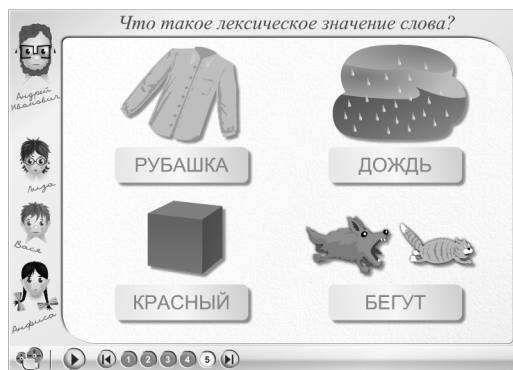 Что такое лексическое значение слова?
Андрей
Иванович
РУБАШКА
ДОЖДЬ
Лиза
Вася
КРАСНЫЙ
БЕГУТ
Анфиса
1 2 3 4 5